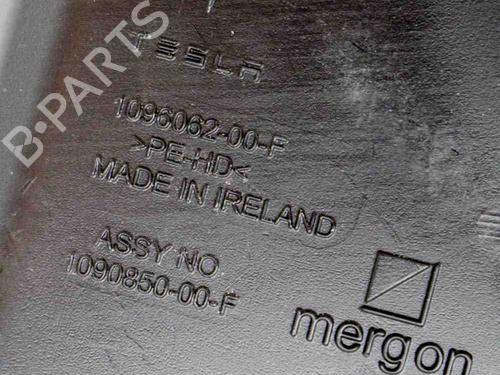 TESLA
1096062-00-F
>PE-HD<
MADE IN IRELAND
ASSY NO.
1090850-00-F
mergon
B-PARTS